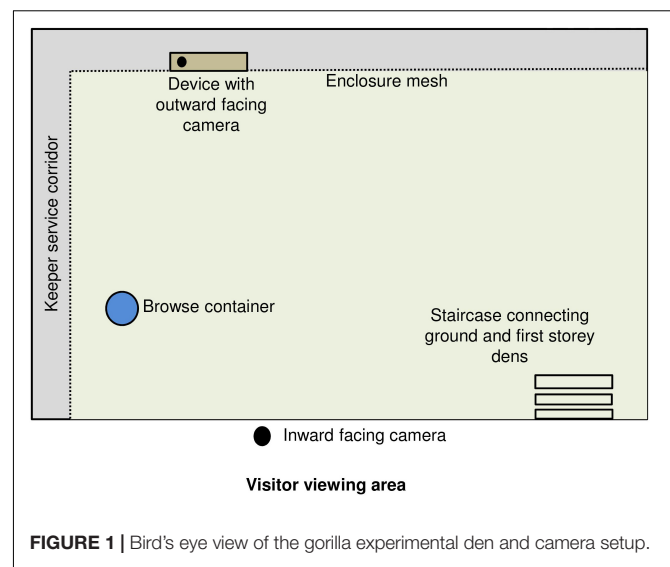 Device with
outward facing
camera
Enclosure mesh
Keeper service corridor
Browse container
Staircase connecting
ground and first storey
dens
Inward facing camera
Visitor viewing area
FIGURE 1 | Bird's eye view of the gorilla experimental den and camera setup.